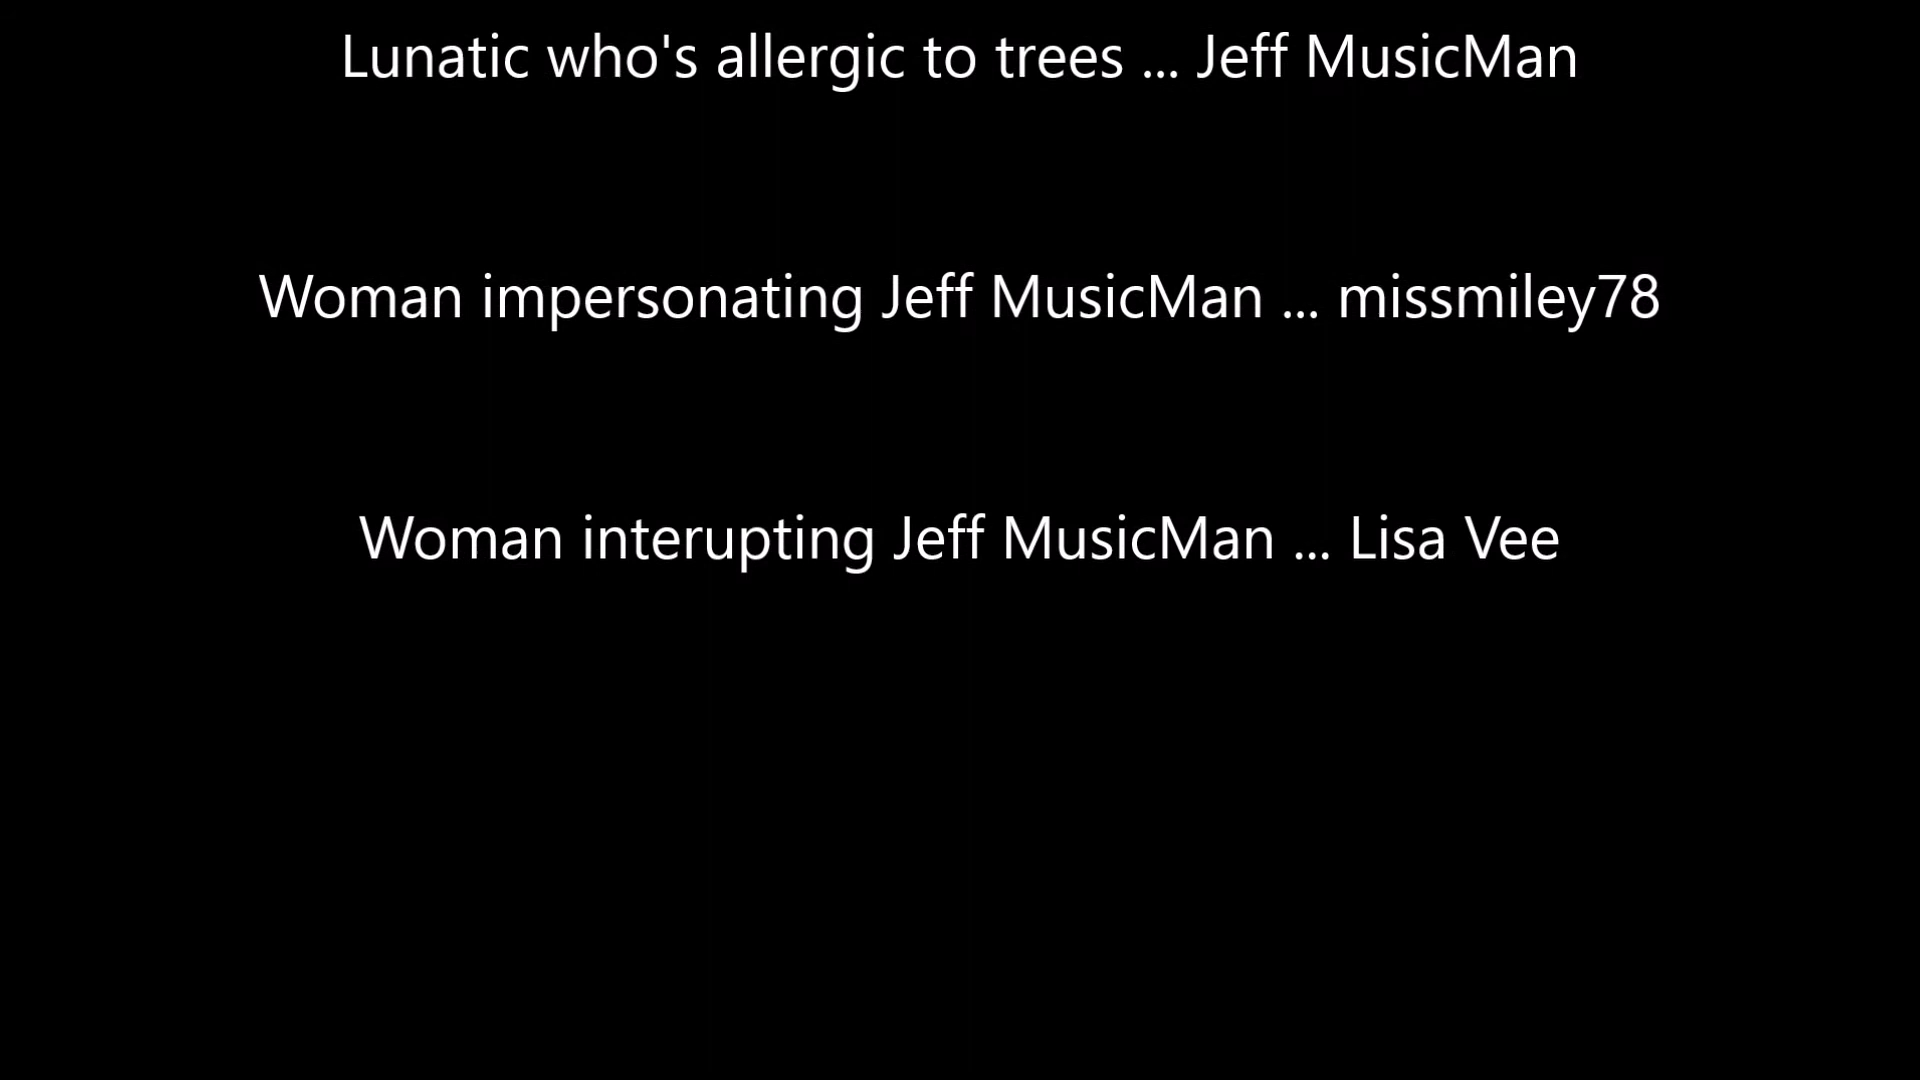 Lunatic who's allergic to trees ... Jeff MusicMan
Woman impersonating Jeff MusicMan ... missmiley78
Woman interupting Jeff MusicMan ... Lisa Vee